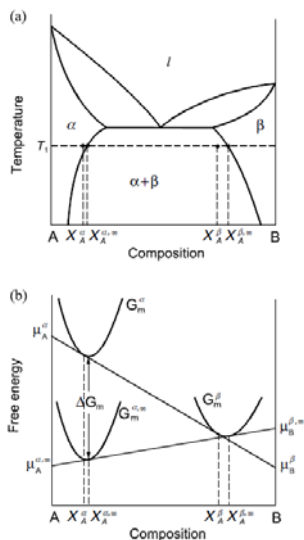 (a)
Temperature
l
α
β
T₁
α+β
A X_A^α X_A^{α,∞} X_A^β X_A^{β,∞} B
Composition
(b)
Free energy
G_m^α
μ_A^α
ΔG_m
G_m^{α,∞}
G_m^β
μ_B^{β,∞}
μ_A^{α,∞}
μ_B^β
A X_A^α X_A^{α,∞} X_A^β X_A^{β,∞} B
Composition